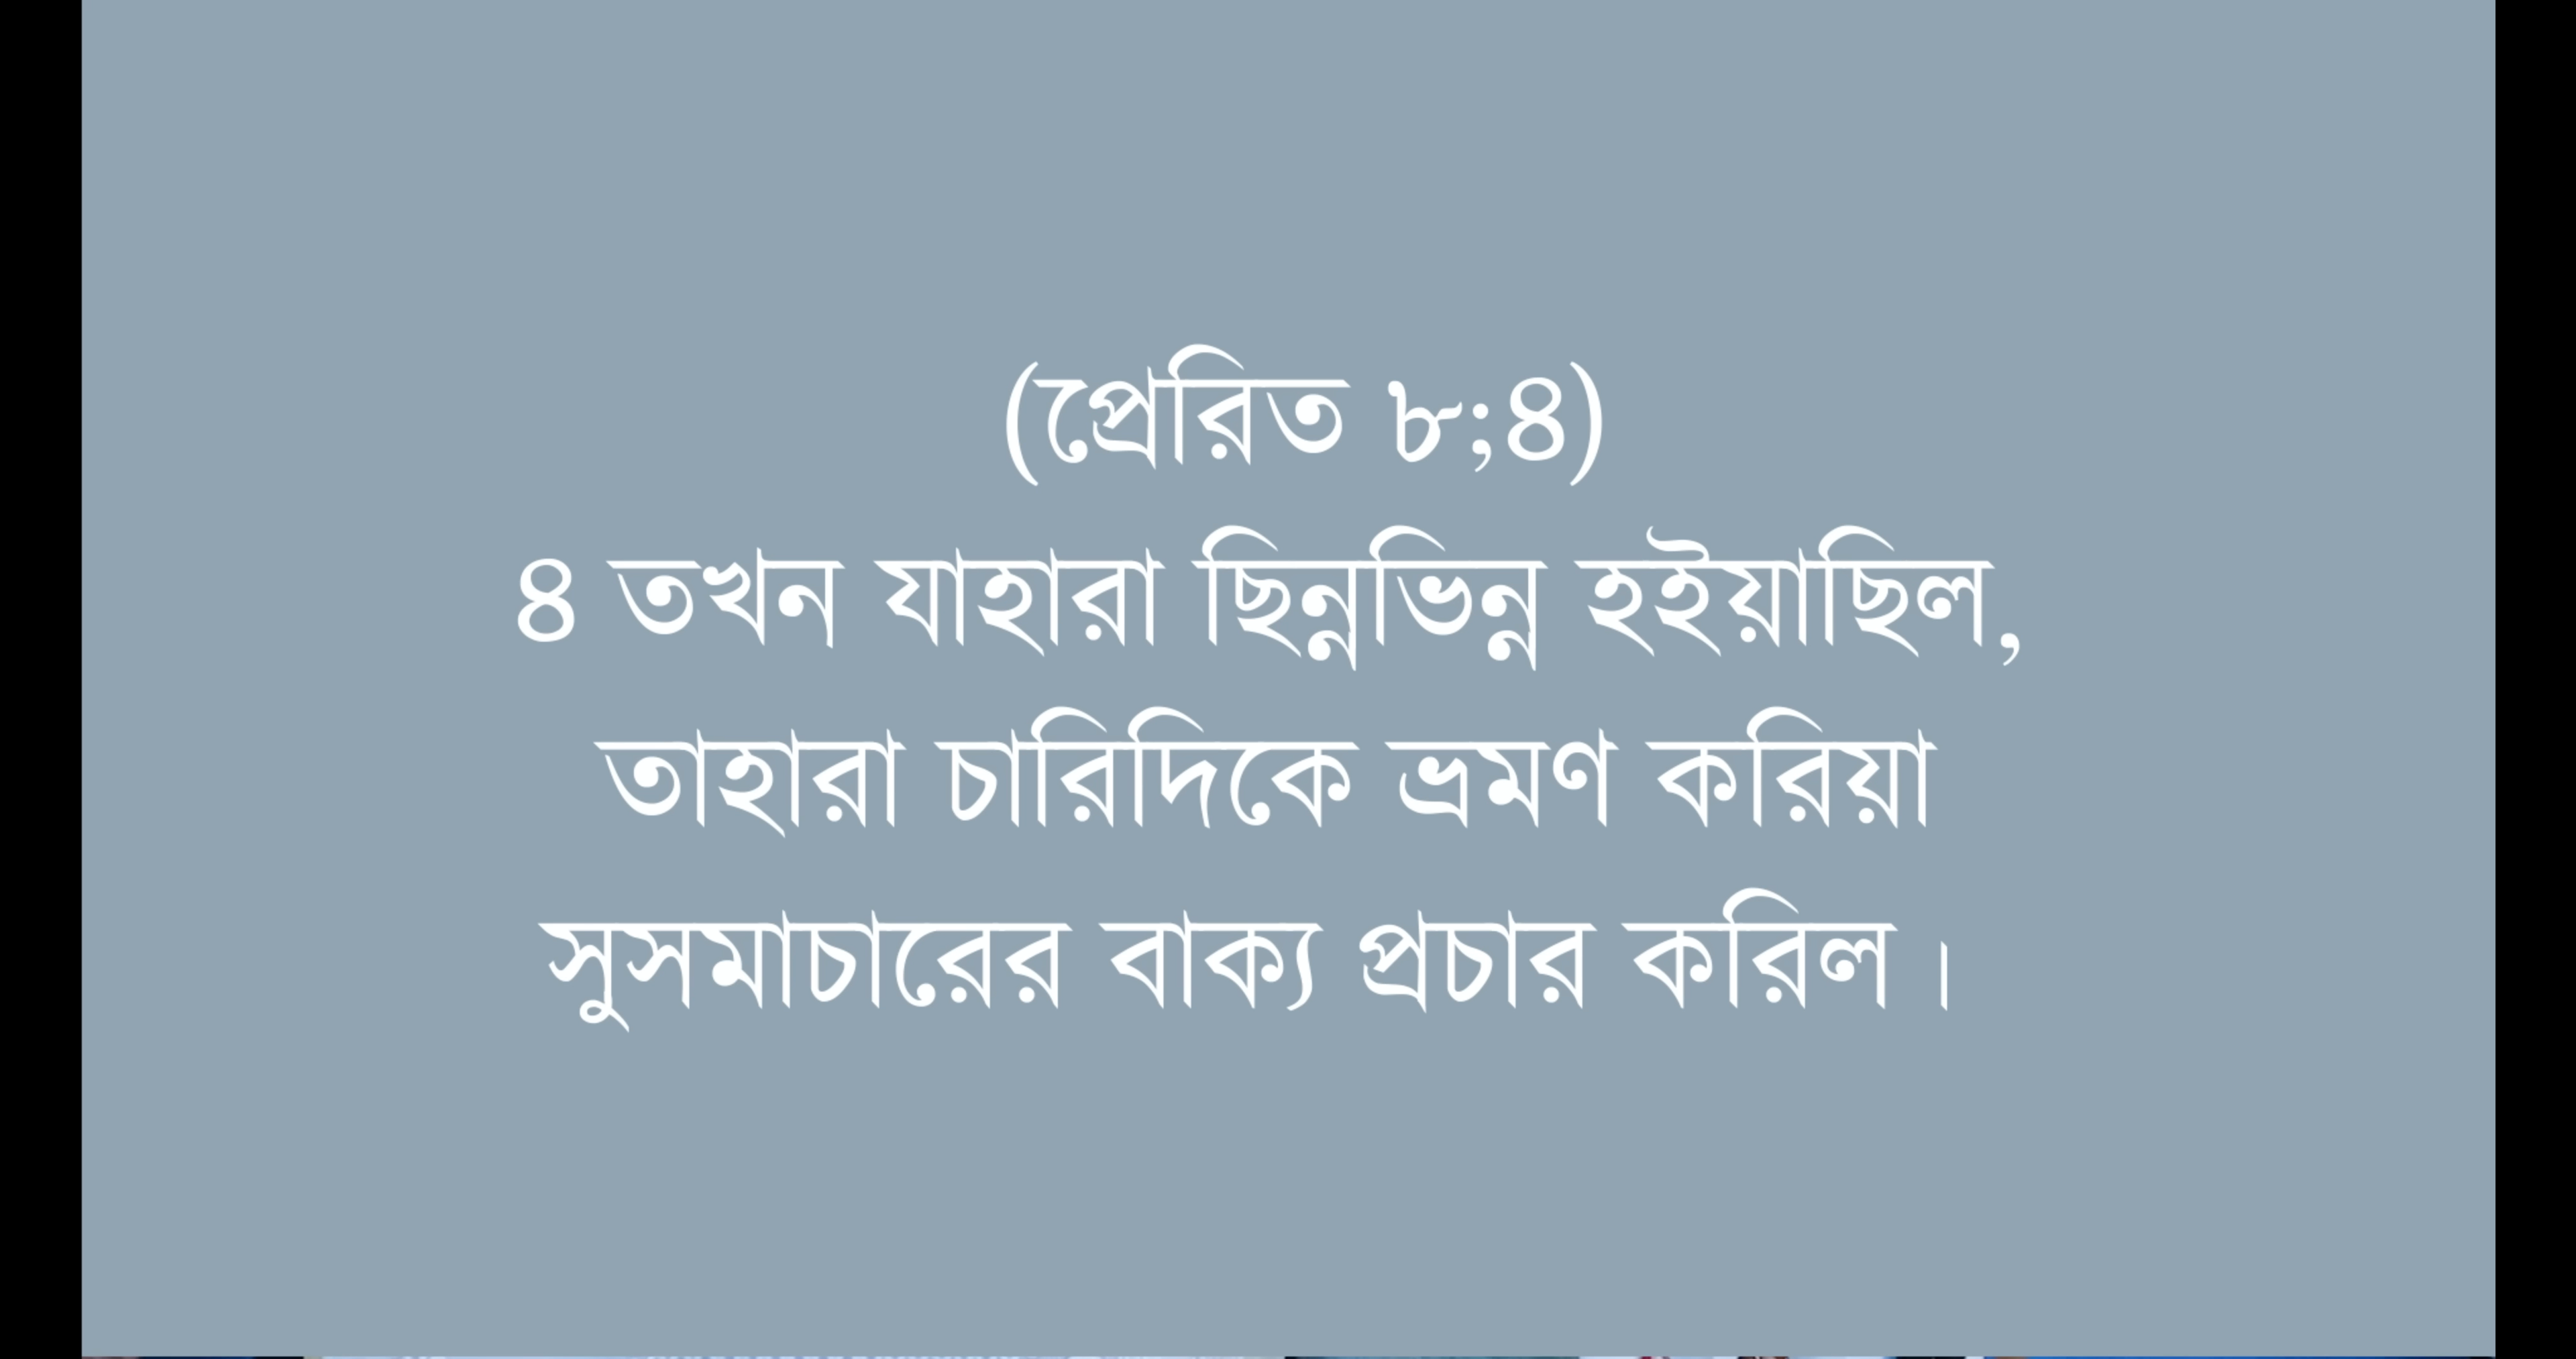 (প্রেরিত ৮;৪)
৪ তখন যাহারা ছিন্নভিন্ন হইয়াছিল,
তাহারা চারিদিকে ভ্রমণ করিয়া
সুসমাচারের বাক্য প্রচার করিল।